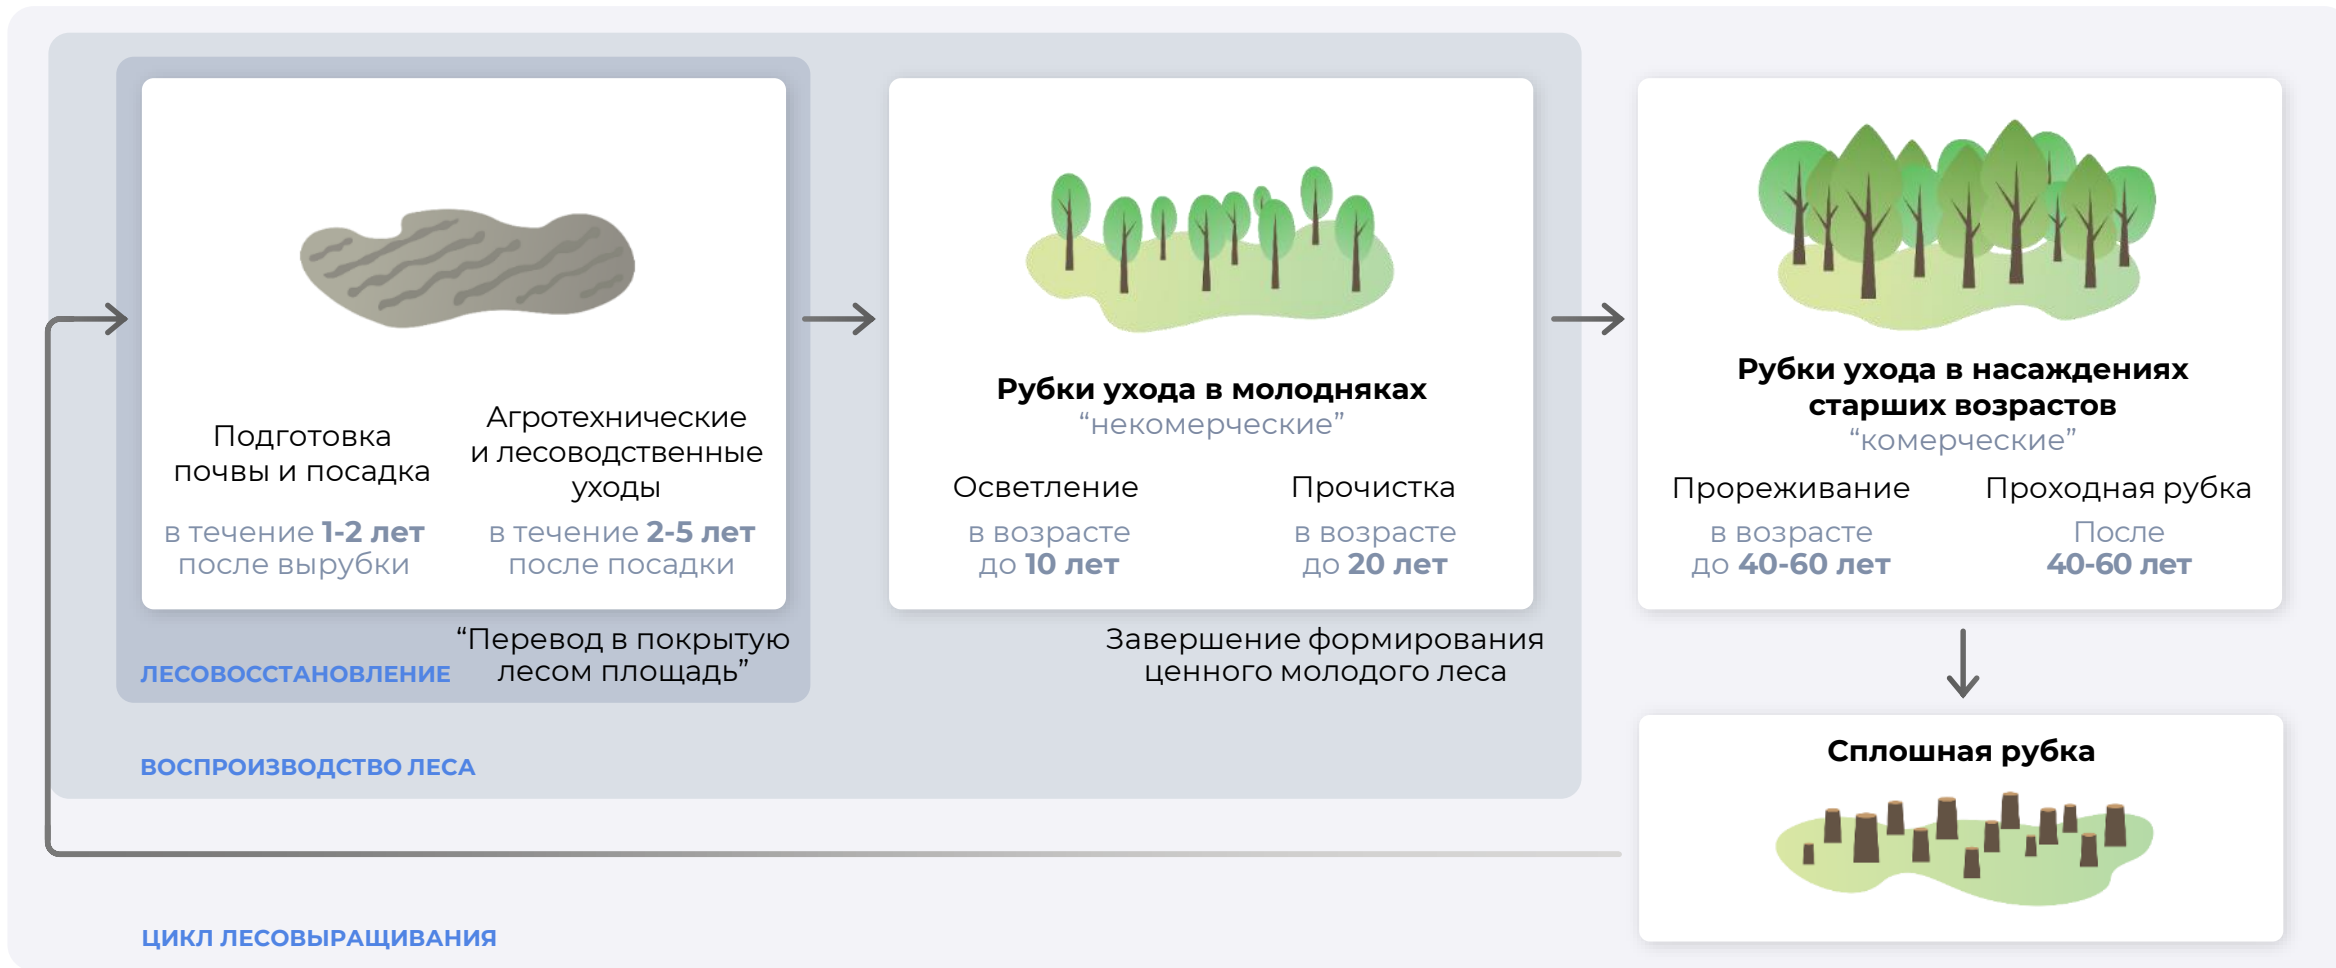 Подготовка
почвы и посадка
в течение 1-2 лет
после вырубки
Агротехнические
и лесоводственные
уходы
в течение 2-5 лет
после посадки
ЛЕСОВОССТАНОВЛЕНИЕ
“Перевод в покрытую
лесом площадь”
Рубки ухода в молодняках
“некомерческие”
Осветление
в возрасте
до 10 лет
Прочистка
в возрасте
до 20 лет
Завершение формирования
ценного молодого леса
ВОСПРОИЗВОДСТВО ЛЕСА
Рубки ухода в насаждениях
старших возрастов
“комерческие”
Прореживание
в возрасте
до 40-60 лет
Проходная рубка
После
40-60 лет
Сплошная рубка
ЦИКЛ ЛЕСОВЫРАЩИВАНИЯ